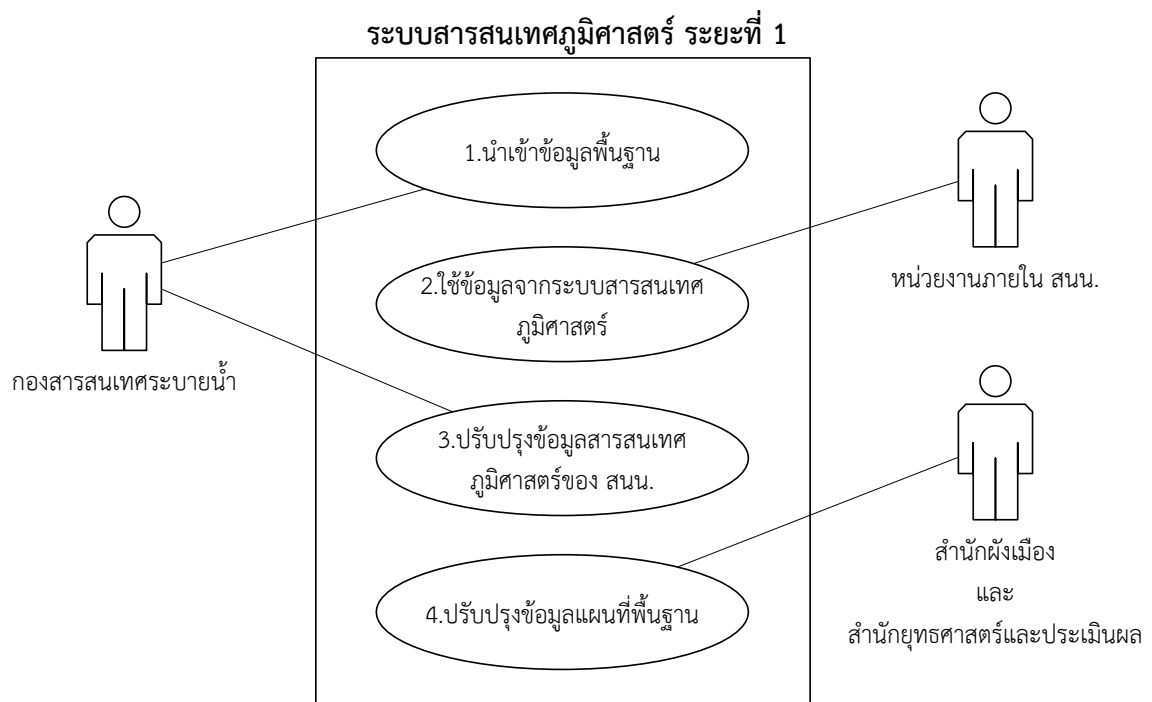 ระบบสารสนเทศภูมิศาสตร์ ระยะที่ 1
1.นำเข้าข้อมูลพื้นฐาน
2.ใช้ข้อมูลจากระบบสารสนเทศ
ภูมิศาสตร์
หน่วยงานภายใน สนน.
กองสารสนเทศระบายน้ำ
3.ปรับปรุงข้อมูลสารสนเทศ
ภูมิศาสตร์ของ สนน.
4.ปรับปรุงข้อมูลแผนที่พื้นฐาน
สำนักผังเมือง
และ
สำนักยุทธศาสตร์และประเมินผล